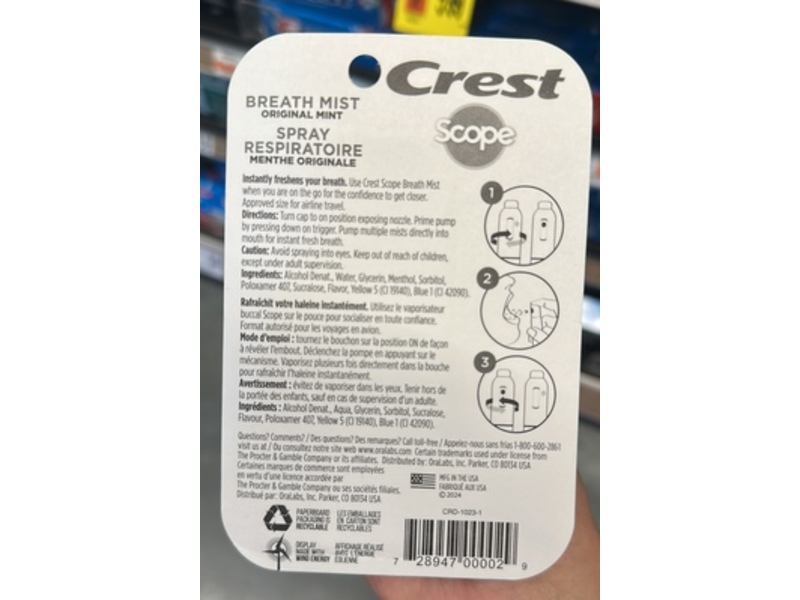 Crest
BREATH MIST
ORIGINAL MINT
Scope
SPRAY
RESPIRATOIRE
MENTHE ORIGINALE
Instantly freshens your breath. Use Crest Scope Breath Mist
when you are on the go for the confidence to get closer.
Approved size for airline travel.
Directions: Turn cap to on position exposing nozzle. Prime pump
by pressing down on trigger. Pump multiple mists directly into
mouth for instant fresh breath.
Caution: Avoid spraying into eyes. Keep out of reach of children,
except under adult supervision.
Ingredients: Alcohol Denat., Water, Glycerin, Menthol, Sorbitol,
Poloxamer 407, Sucralose, Flavor, Yellow 5 (CI 19140), Blue 1 (CI 42090).
Rafraîchit votre haleine instantément. Utilisez le vaporisateur
buccal Scope sur le pouce pour socialiser en toute confiance.
Format autorisé pour les voyages en avion.
Mode d'emploi : tournez le bouchon sur la position ON de façon
à révéler l'embout. Déclenchez la pompe en appuyant sur le
mécanisme. Vaporisez plusieurs fois directement dans la bouche
pour rafraîchir l'haleine instantanément.
Avertissement : évitez de vaporiser dans les yeux. Tenir hors de
la portée des enfants, sauf en cas de supervision d'un adulte.
Ingrédients : Alcohol Denat., Aqua, Glycerin, Sorbitol, Sucralose,
Flavour, Poloxamer 407, Yellow 5 (CI 19140), Blue 1 (CI 42090).
1
2
3
Questions? Comments? / Des questions? Des remarques? Call toll-free / Appelez-nous sans frias 1-800-600-2861
visit us at / Ou consultez notre site web www.oralabs.com. Certain trademarks used under license from
The Procter & Gamble Company or its affiliates. Distributed by: OraLabs, Inc. Parker, CO 80134 USA
Certaines marques de commerce sont employées
en vertu d'une licence accordée par
The Procter & Gamble Company ou ses sociétés filiales.
Distribué par: OraLabs, Inc. Parker, CO 80134 USA
MFG IN THE USA
FABRIQUÉ AUX USA
© 2024
PAPERBOARD
PACKAGING IS
RECYCLABLE
LES EMBALLAGES
EN CARTON SONT
RECYCLABLES
CRO-1023-1
DISPLAY
MADE WITH
WIND ENERGY
AFFICHAGE RÉALISÉ
AVEC L'ÉNERGIE
ÉOLIENNE
7 28947 00002 9